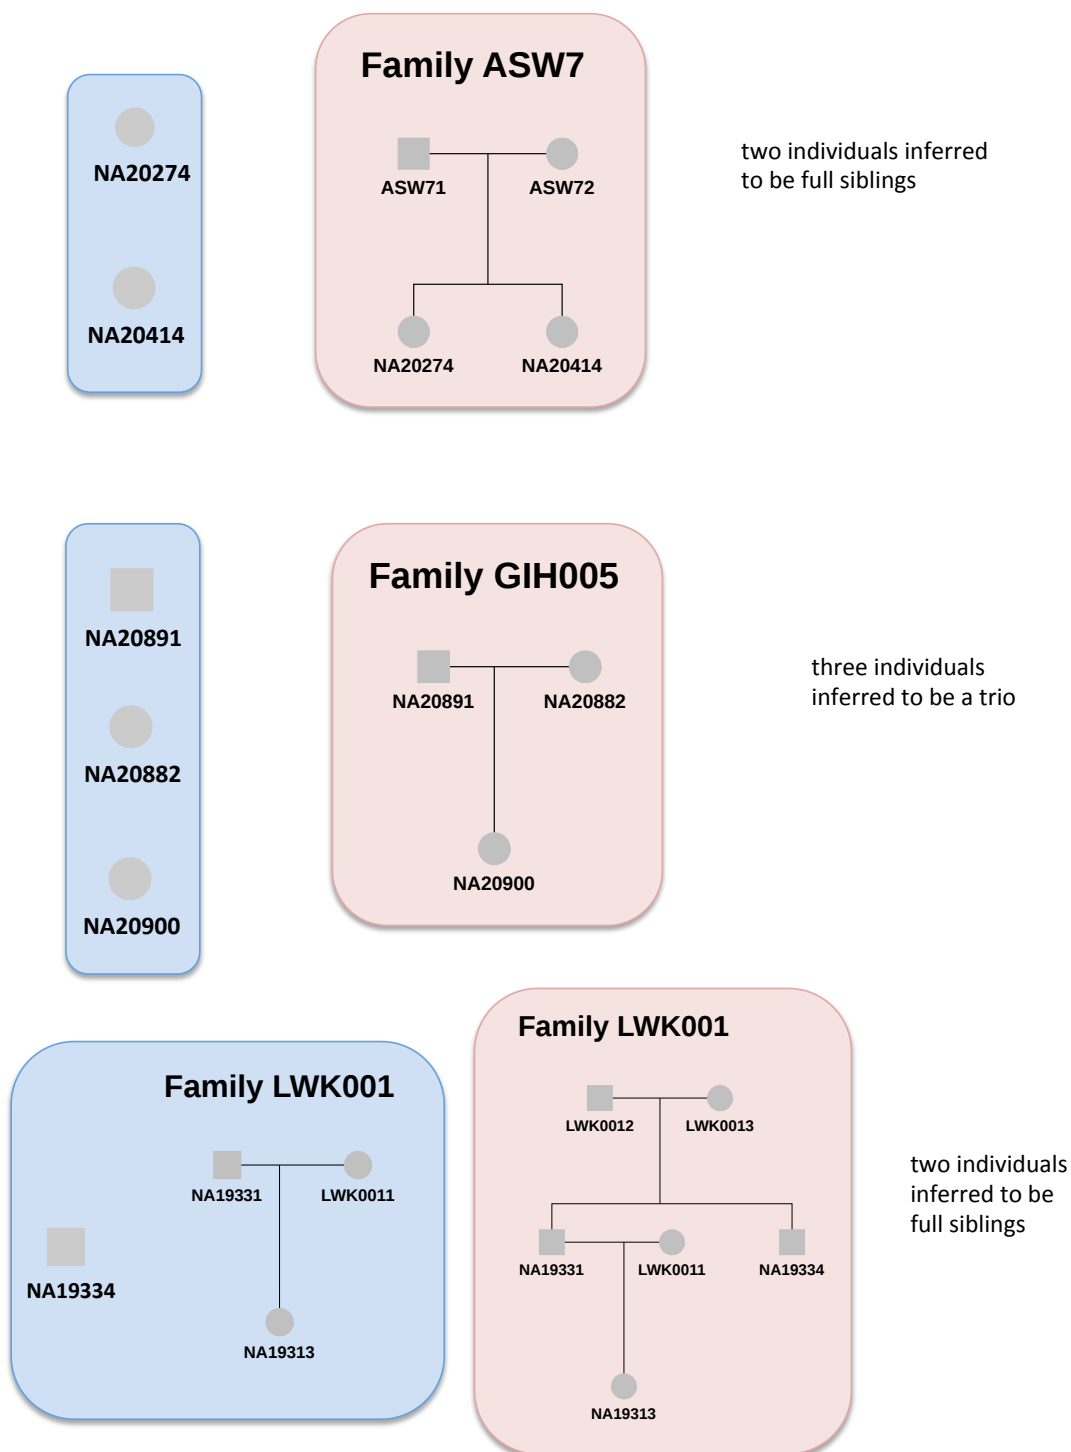 NA20274
NA20414
Family ASW7
ASW71
ASW72
NA20274
NA20414
two individuals inferred
to be full siblings
NA20891
NA20882
NA20900
Family GIH005
NA20891
NA20882
NA20900
three individuals
inferred to be a trio
Family LWK001
NA19331
LWK0011
NA19334
NA19313
Family LWK001
LWK0012
LWK0013
NA19331
LWK0011
NA19334
NA19313
two individuals
inferred to be
full siblings